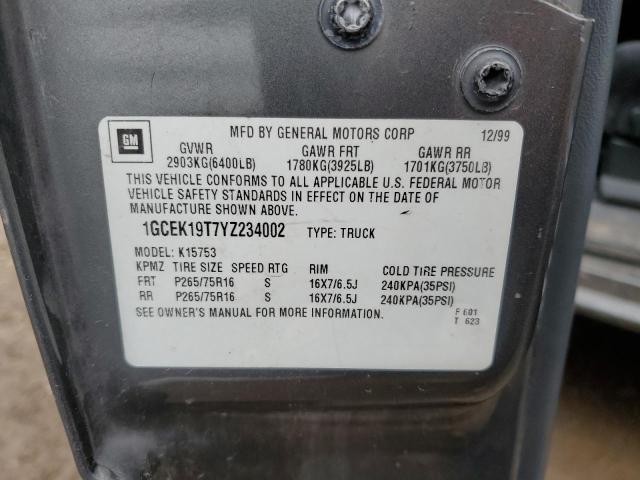 GM
MFD BY GENERAL MOTORS CORP 12/99
GVWR GAWR FRT GAWR RR
2903KG(6400LB) 1780KG(3925LB) 1701KG(3750LB)
THIS VEHICLE CONFORMS TO ALL APPLICABLE U.S. FEDERAL MOTOR
VEHICLE SAFETY STANDARDS IN EFFECT ON THE DATE OF
MANUFACTURE SHOWN ABOVE.
1GCEK19T7YZ234002 TYPE: TRUCK
MODEL: K15753
KPMZ TIRE SIZE SPEED RTG RIM COLD TIRE PRESSURE
FRT P265/75R16 S 16X7/6.5J 240KPA(35PSI)
RR P265/75R16 S 16X7/6.5J 240KPA(35PSI)
SEE OWNER'S MANUAL FOR MORE INFORMATION.
F 601
T 623